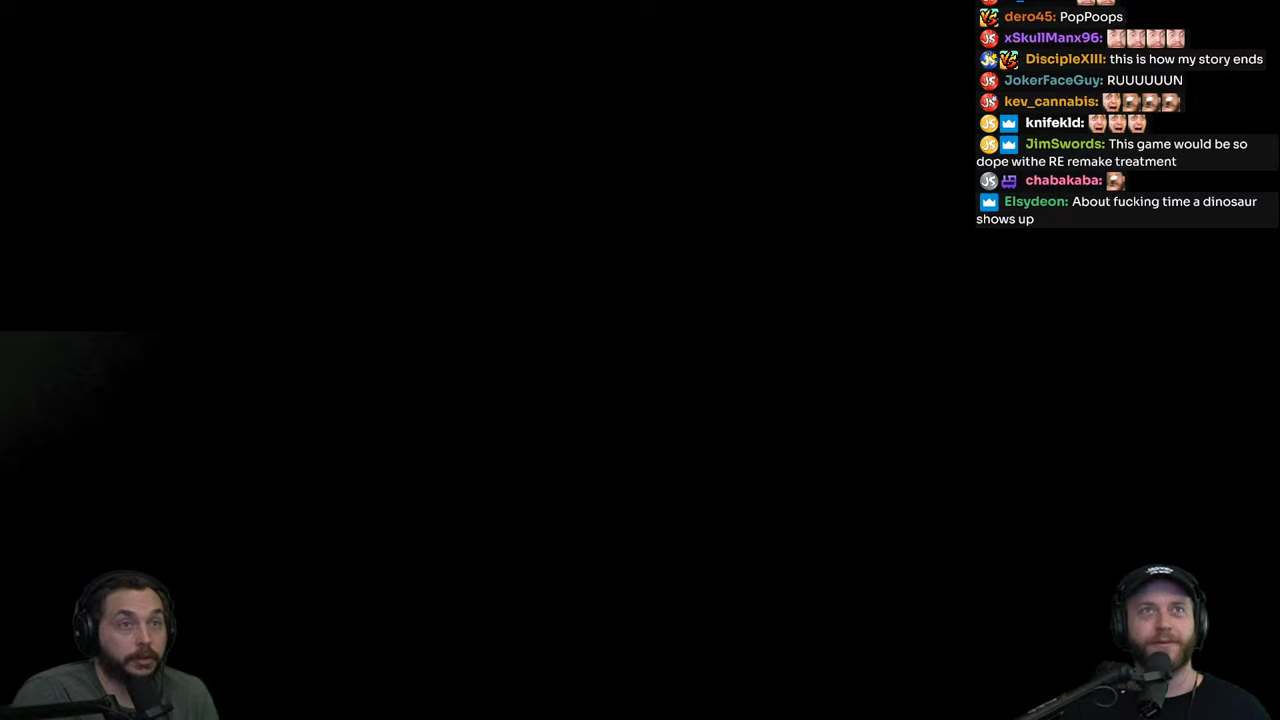 dero45: PopPoops
xSkullManx96:
DiscipleXIII: this is how my story ends
JokerFaceGuy: RUUUUUUN
kev_cannabis:
knifekld:
JimSwords: This game would be so
dope withe RE remake treatment
chabakaba:
Elsydeon: About fucking time a dinosaur
shows up